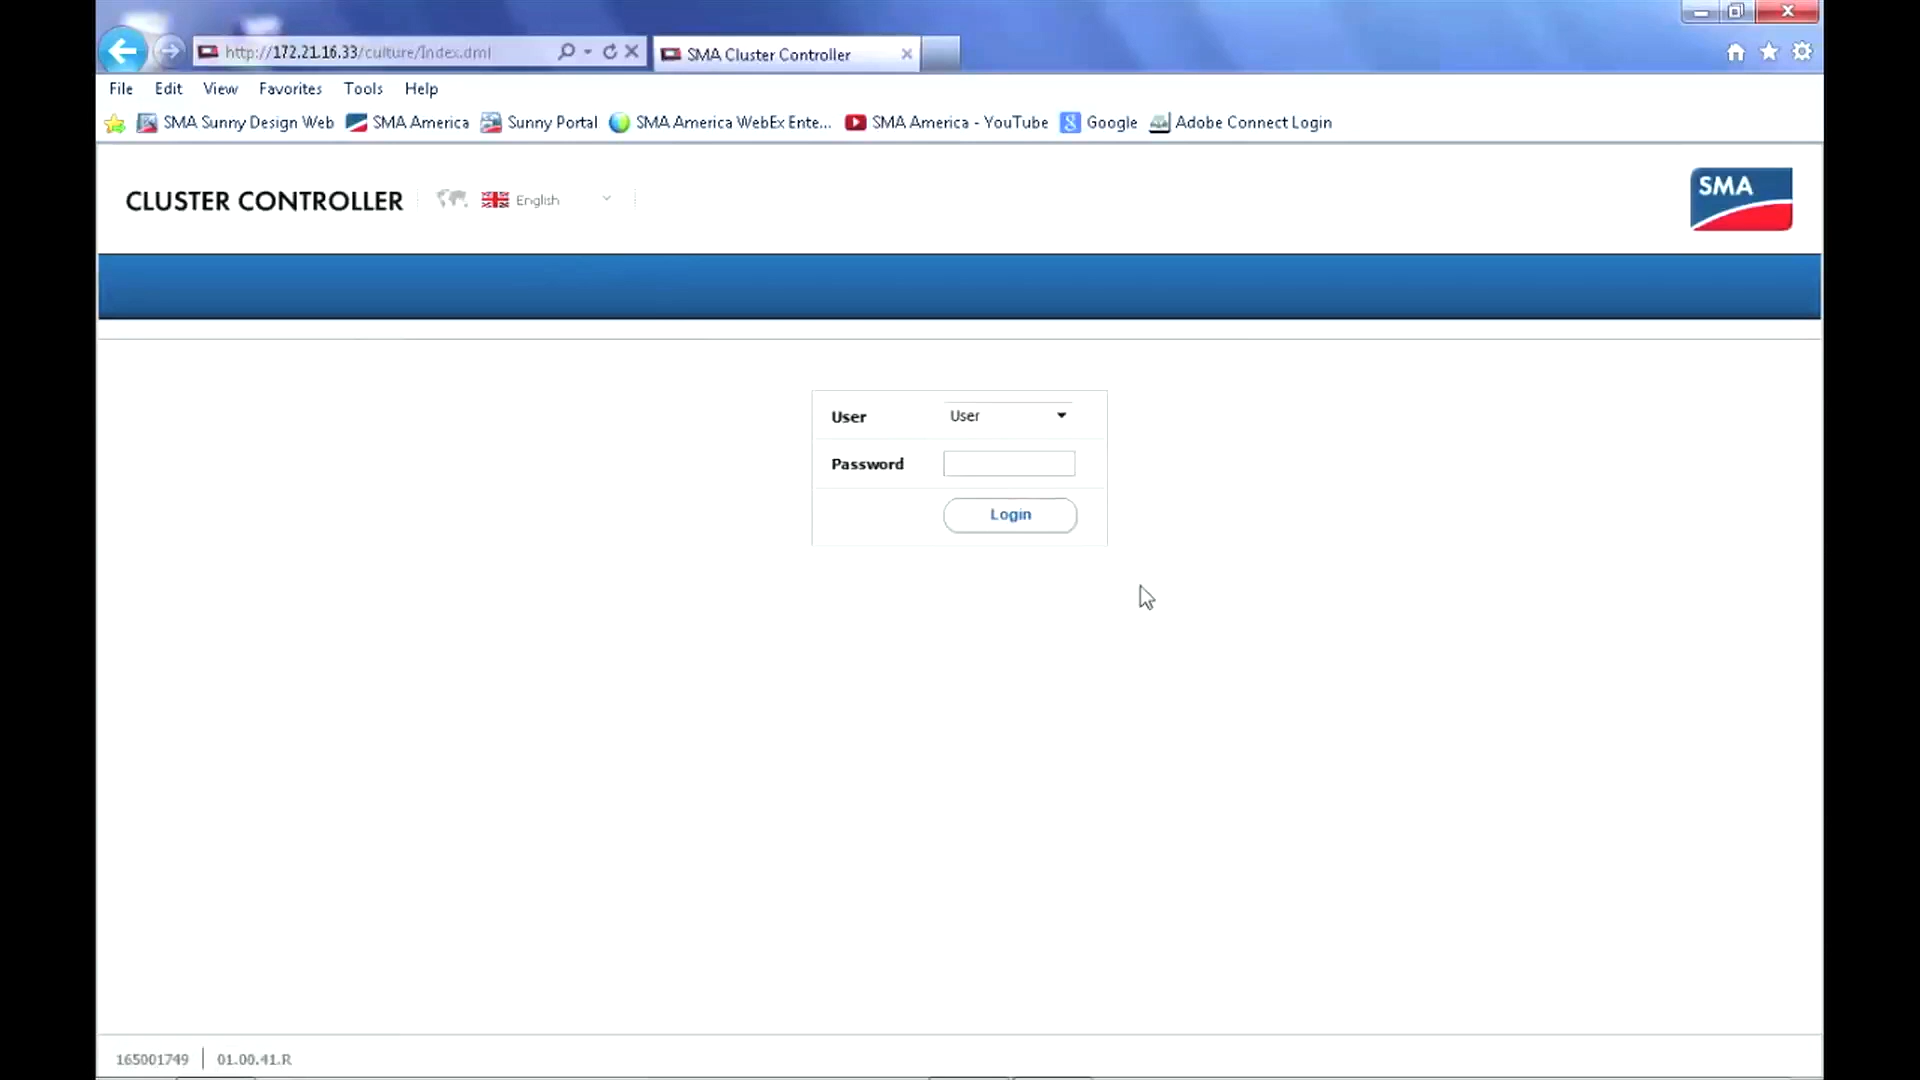 http://172.21.16.33/culture/Index.dml
SMA Cluster Controller
File Edit View Favorites Tools Help
SMA Sunny Design Web SMA America Sunny Portal SMA America WebEx Ente... SMA America - YouTube Google Adobe Connect Login
CLUSTER CONTROLLER English
SMA
User User
Password
Login
165001749 01.00.41.R